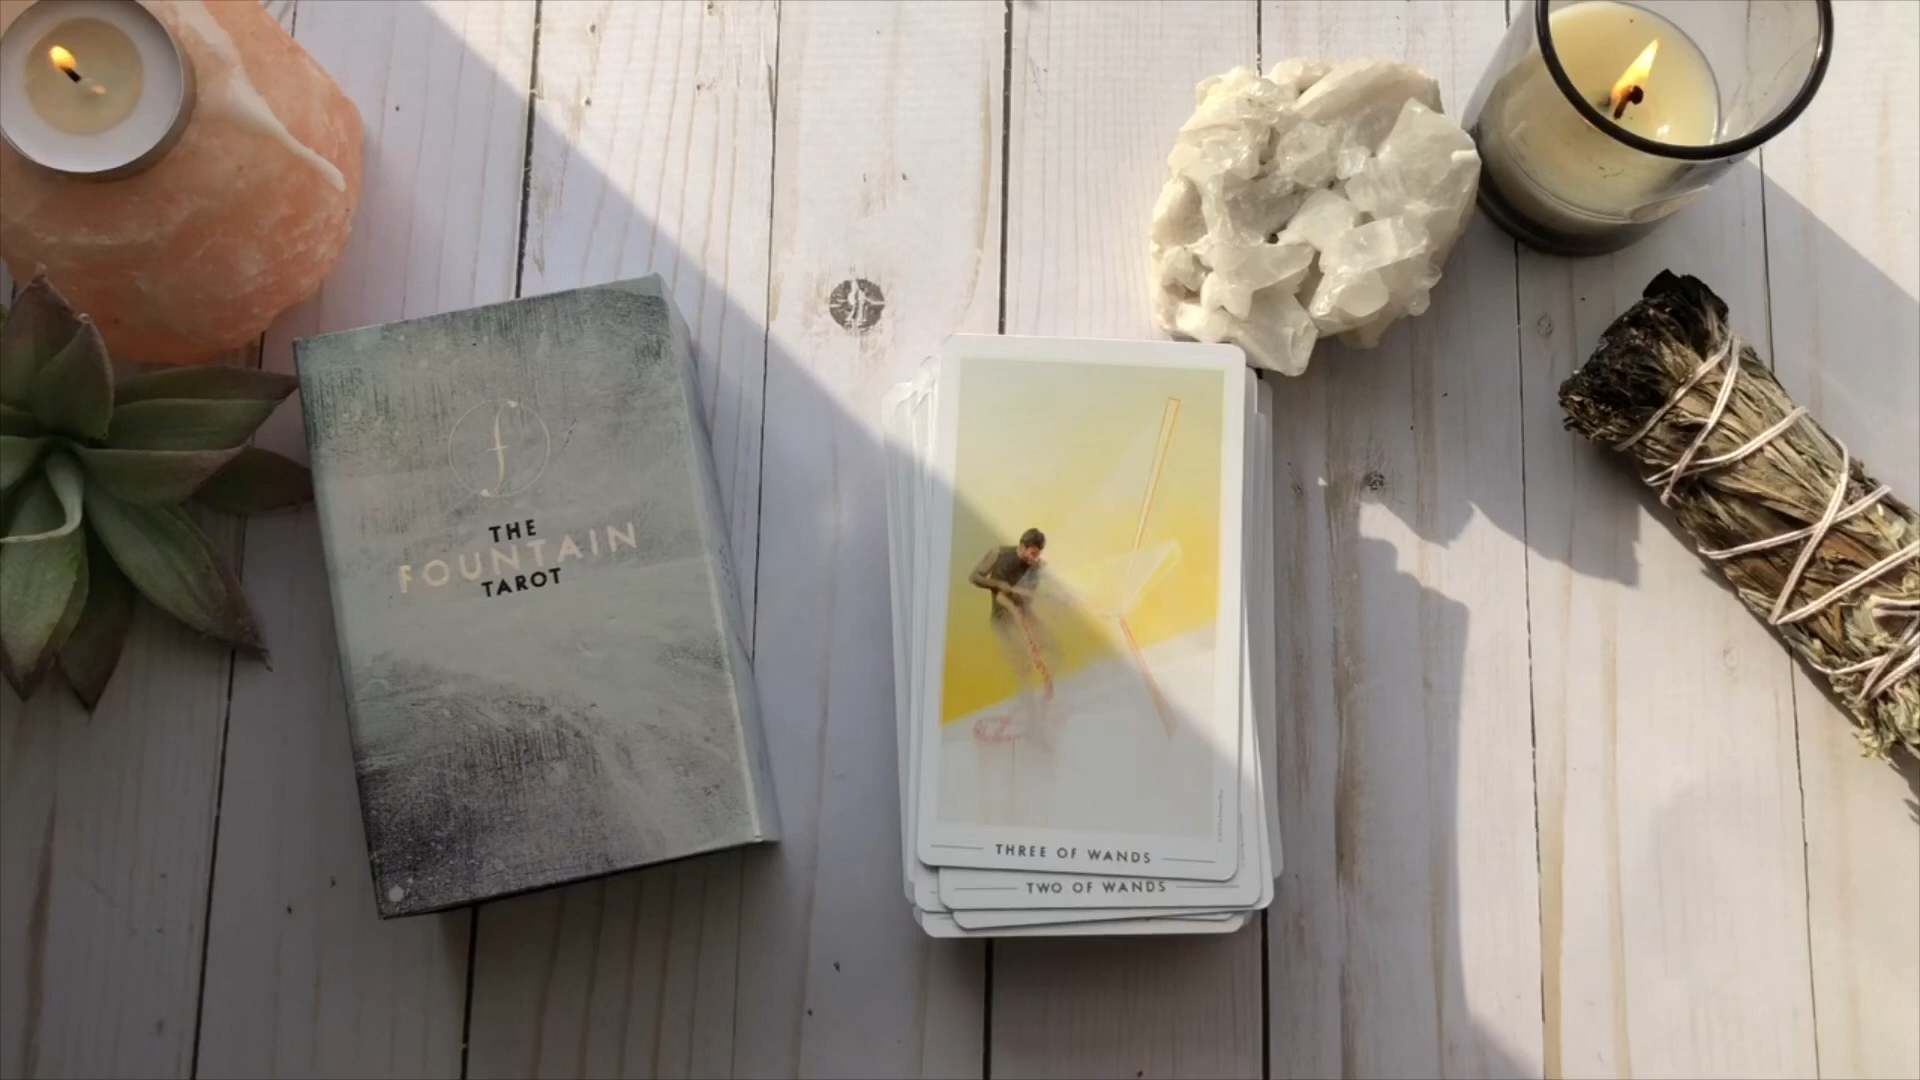 f
THE
FOUNTAIN
TAROT
THREE OF WANDS
TWO OF WANDS